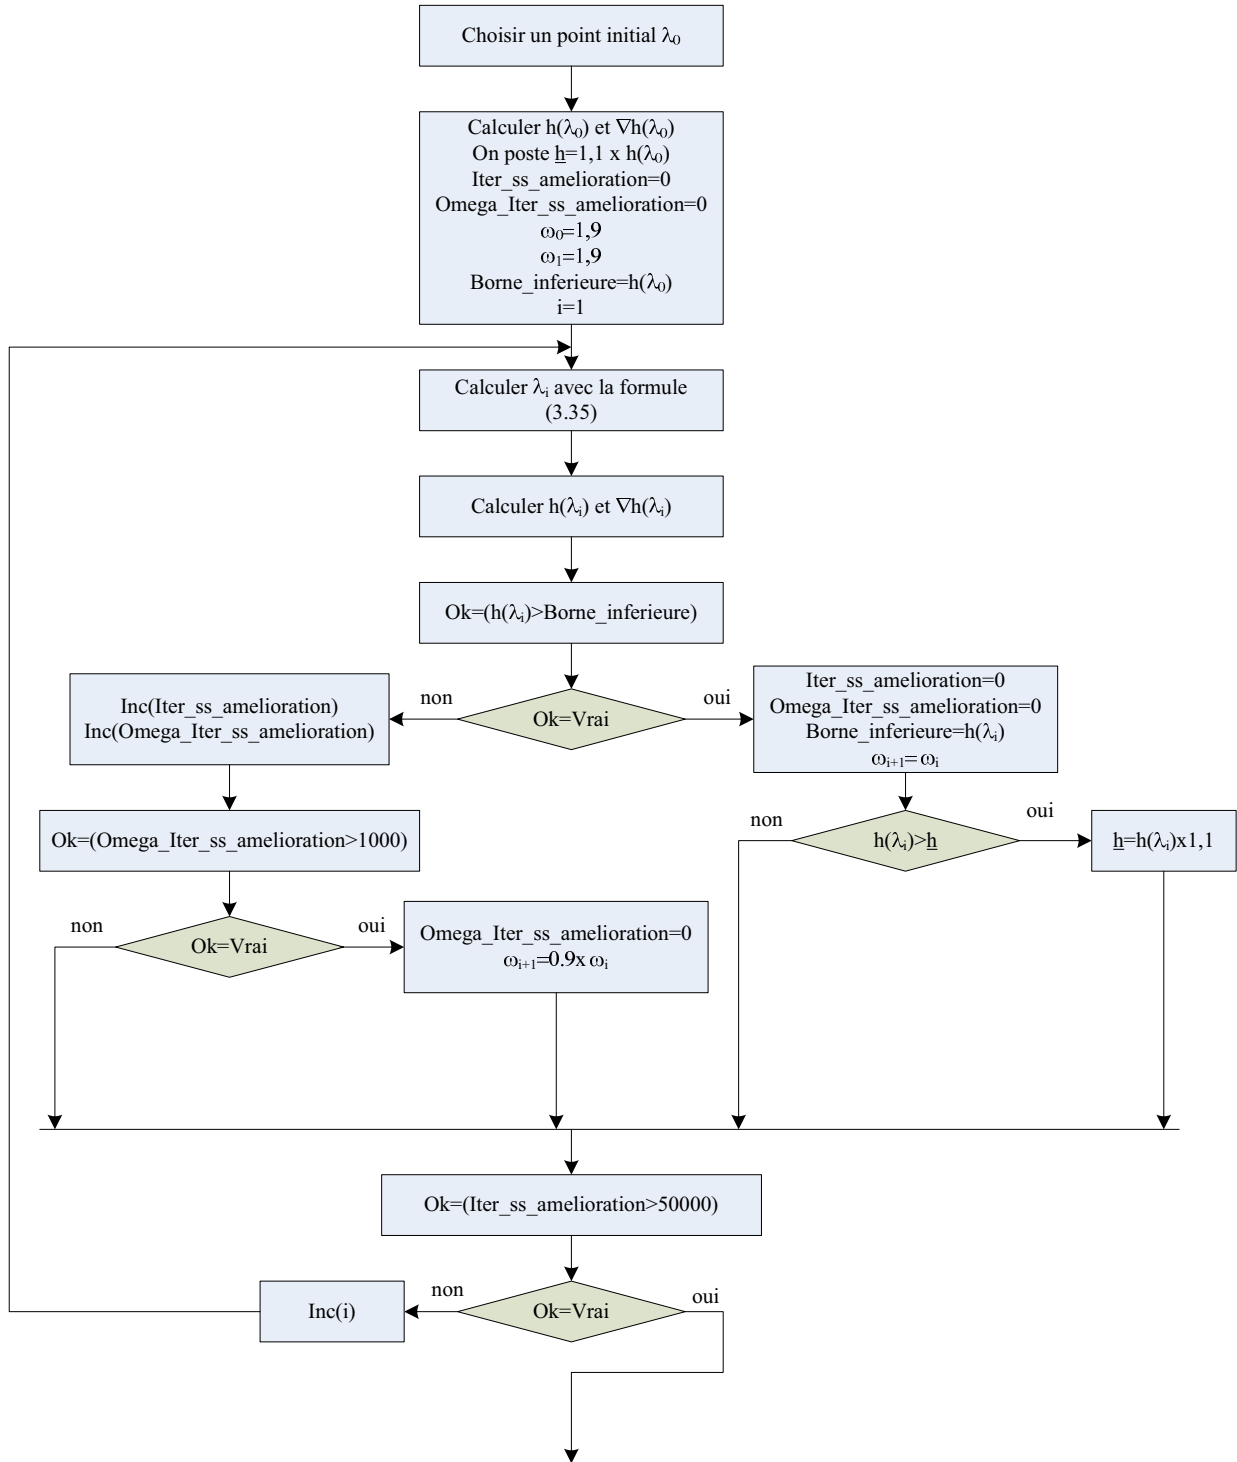 Choisir un point initial λ₀
Calculer h(λ₀) et ∇h(λ₀)
On poste h̲=1,1 x h(λ₀)
Iter_ss_amelioration=0
Omega_Iter_ss_amelioration=0
ω₀=1,9
ω₁=1,9
Borne_inferieure=h(λ₀)
i=1
Calculer λᵢ avec la formule
(3.35)
Calculer h(λᵢ) et ∇h(λᵢ)
Ok=(h(λᵢ)>Borne_inferieure)
non
Ok=Vrai
oui
Inc(Iter_ss_amelioration)
Inc(Omega_Iter_ss_amelioration)
Iter_ss_amelioration=0
Omega_Iter_ss_amelioration=0
Borne_inferieure=h(λᵢ)
ωᵢ₊₁=ωᵢ
Ok=(Omega_Iter_ss_amelioration>1000)
non
h(λᵢ)>h̲
oui
h̲=h(λᵢ)x1,1
non
Ok=Vrai
oui
Omega_Iter_ss_amelioration=0
ωᵢ₊₁=0.9x ωᵢ
Ok=(Iter_ss_amelioration>50000)
Inc(i)
non
Ok=Vrai
oui